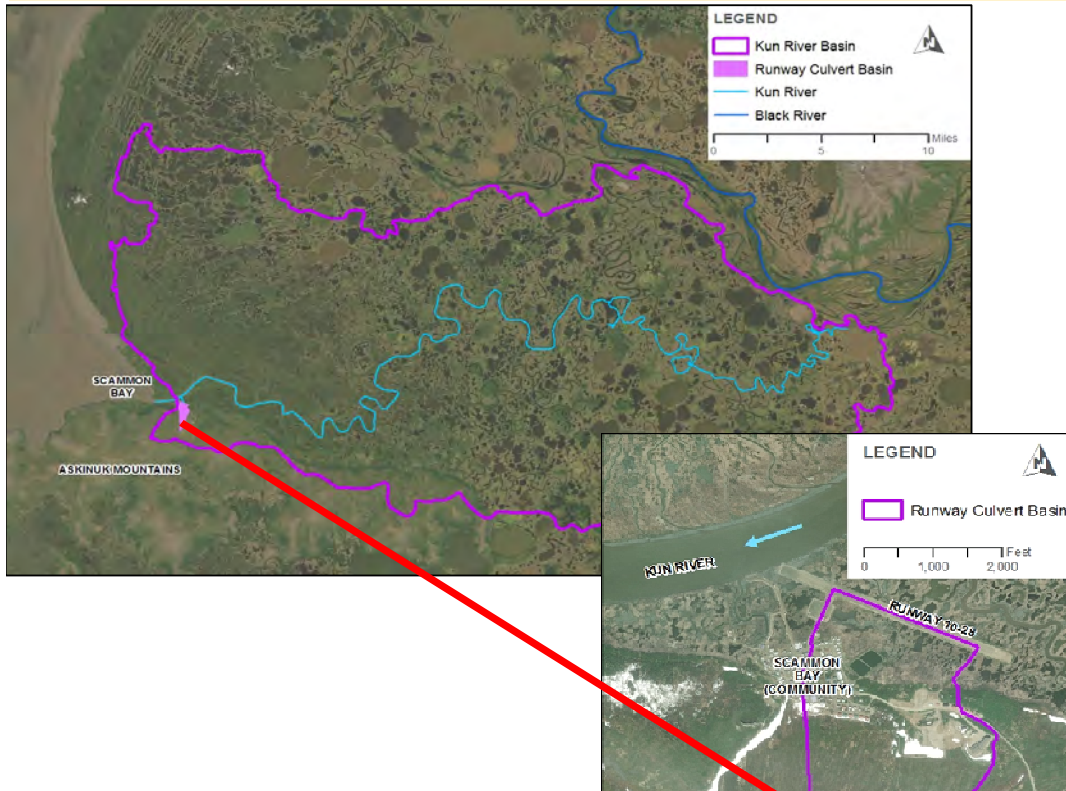 LEGEND
Kun River Basin
Runway Culvert Basin
Kun River
Black River
Miles
0 5 10
N
SCAMMON
BAY
ASKINUK MOUNTAINS
LEGEND
N
Runway Culvert Basin
Feet
0 1,000 2,000
KUN RIVER
RUNWAY 10-28
SCAMMON
BAY
(COMMUNITY)